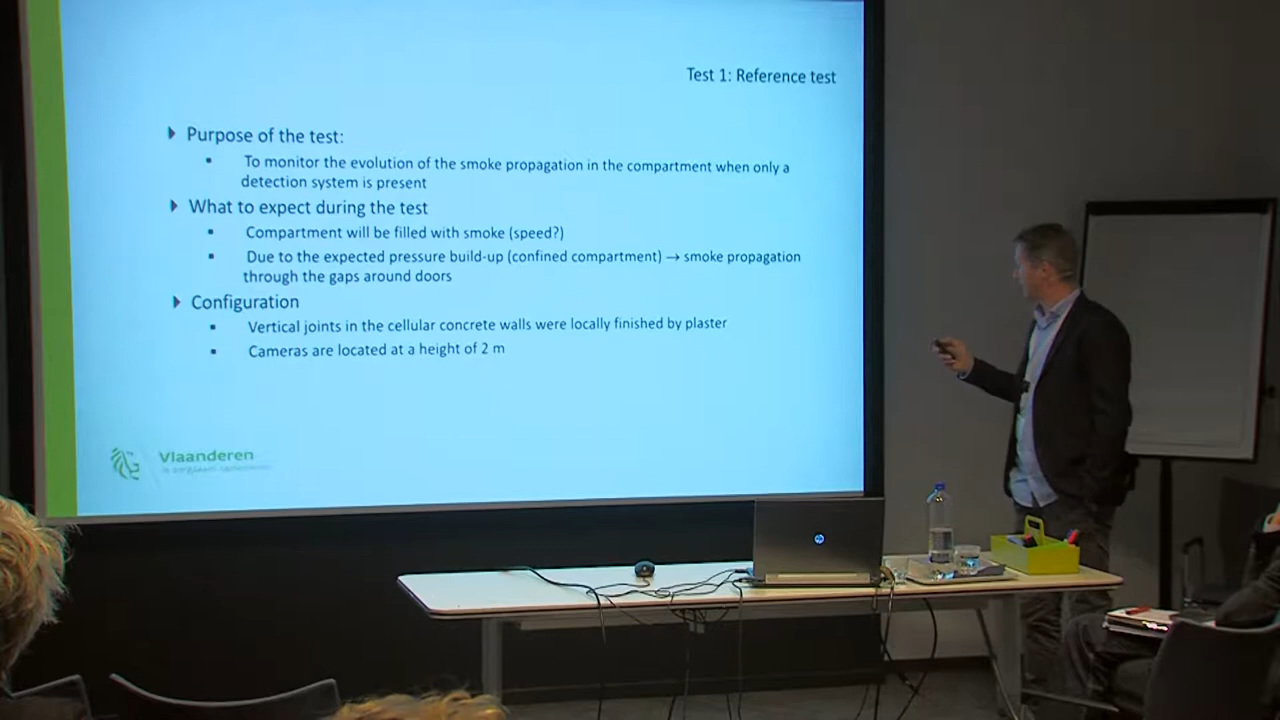 Test 1: Reference test
Purpose of the test:
To monitor the evolution of the smoke propagation in the compartment when only a
detection system is present
What to expect during the test
Compartment will be filled with smoke (speed?)
Due to the expected pressure build-up (confined compartment) → smoke propagation
through the gaps around doors
Configuration
Vertical joints in the cellular concrete walls were locally finished by plaster
Cameras are located at a height of 2 m
Vlaanderen
hp